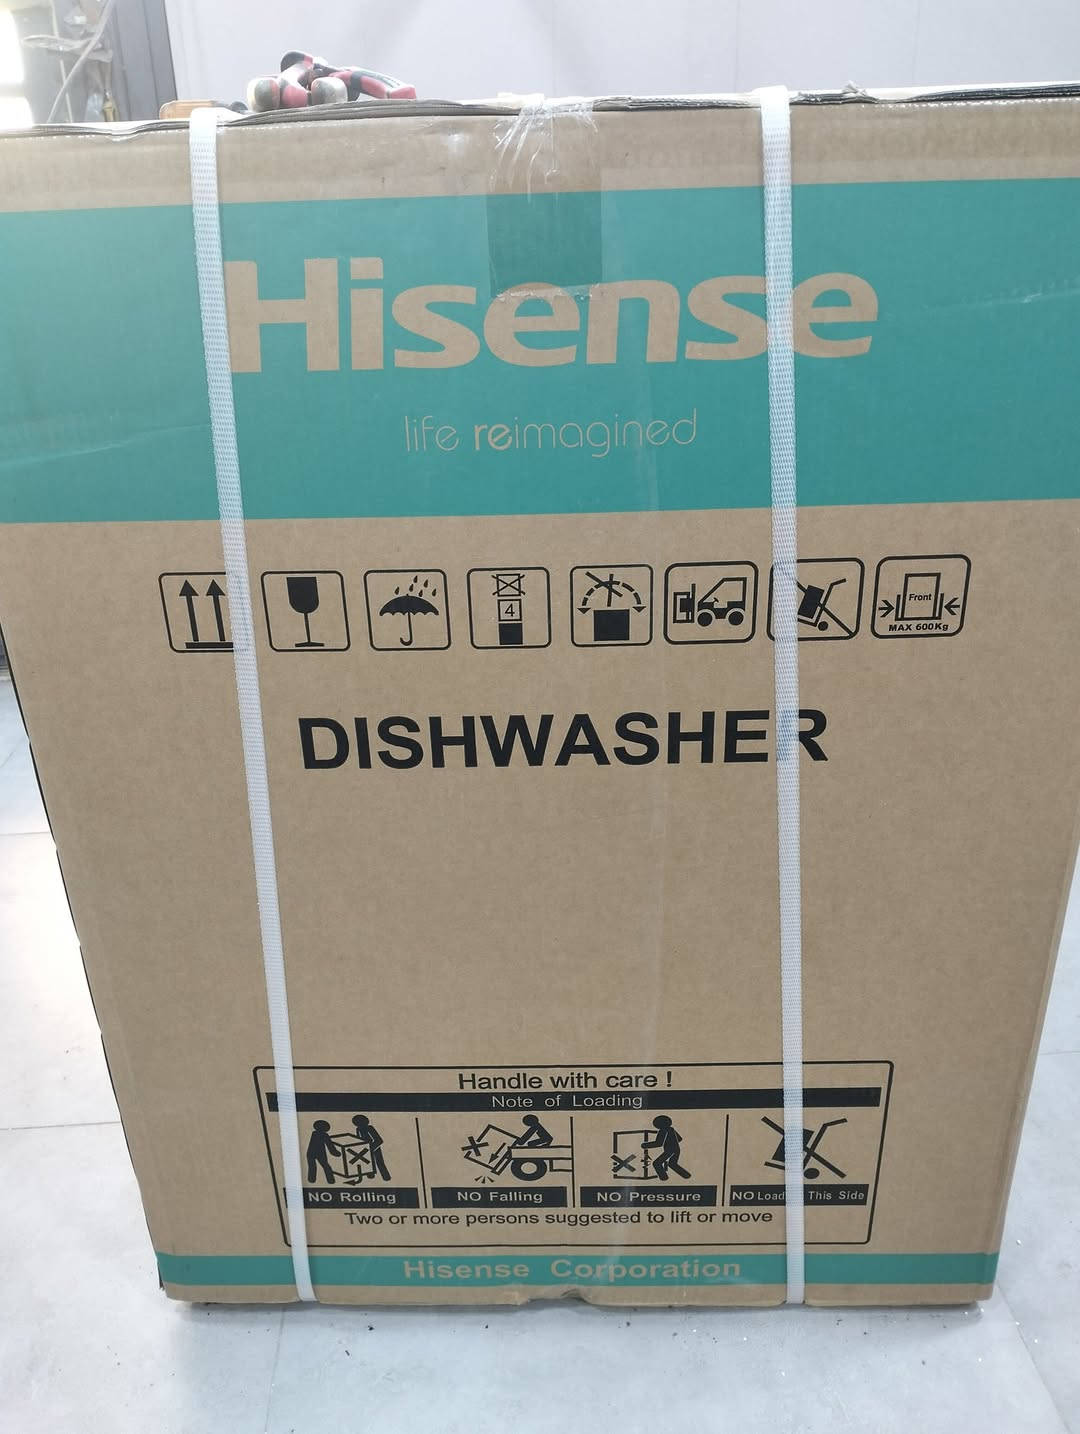 Hisense
life reimagined
4
Front
MAX 600Kg
DISHWASHER
Handle with care !
Note of Loading
NO Rolling
NO Falling
NO Pressure
NO Load This Side
Two or more persons suggested to lift or move
Hisense Corporation